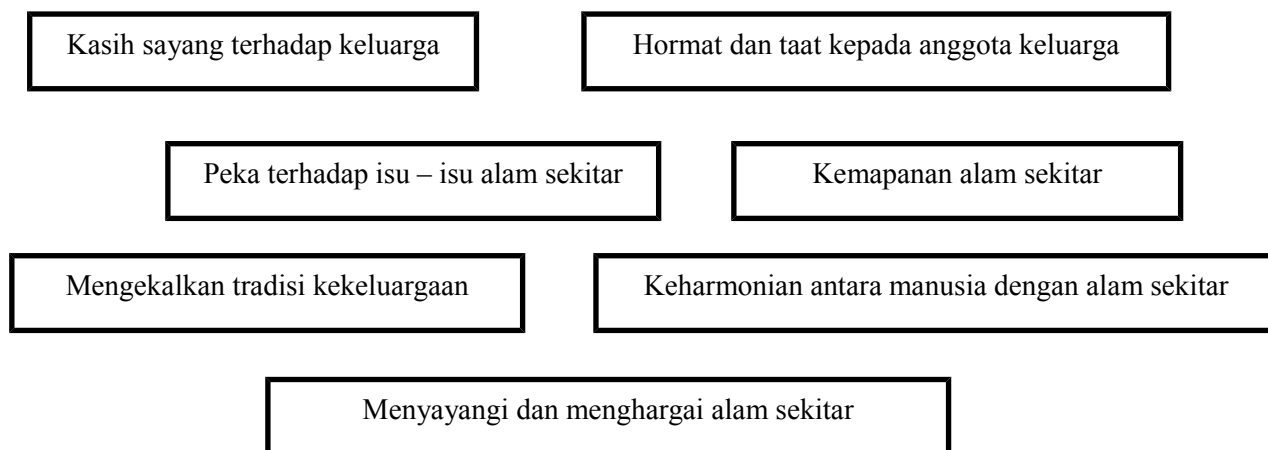 Kasih sayang terhadap keluarga
Hormat dan taat kepada anggota keluarga
Peka terhadap isu – isu alam sekitar
Kemapanan alam sekitar
Mengekalkan tradisi kekeluargaan
Keharmonian antara manusia dengan alam sekitar
Menyayangi dan menghargai alam sekitar